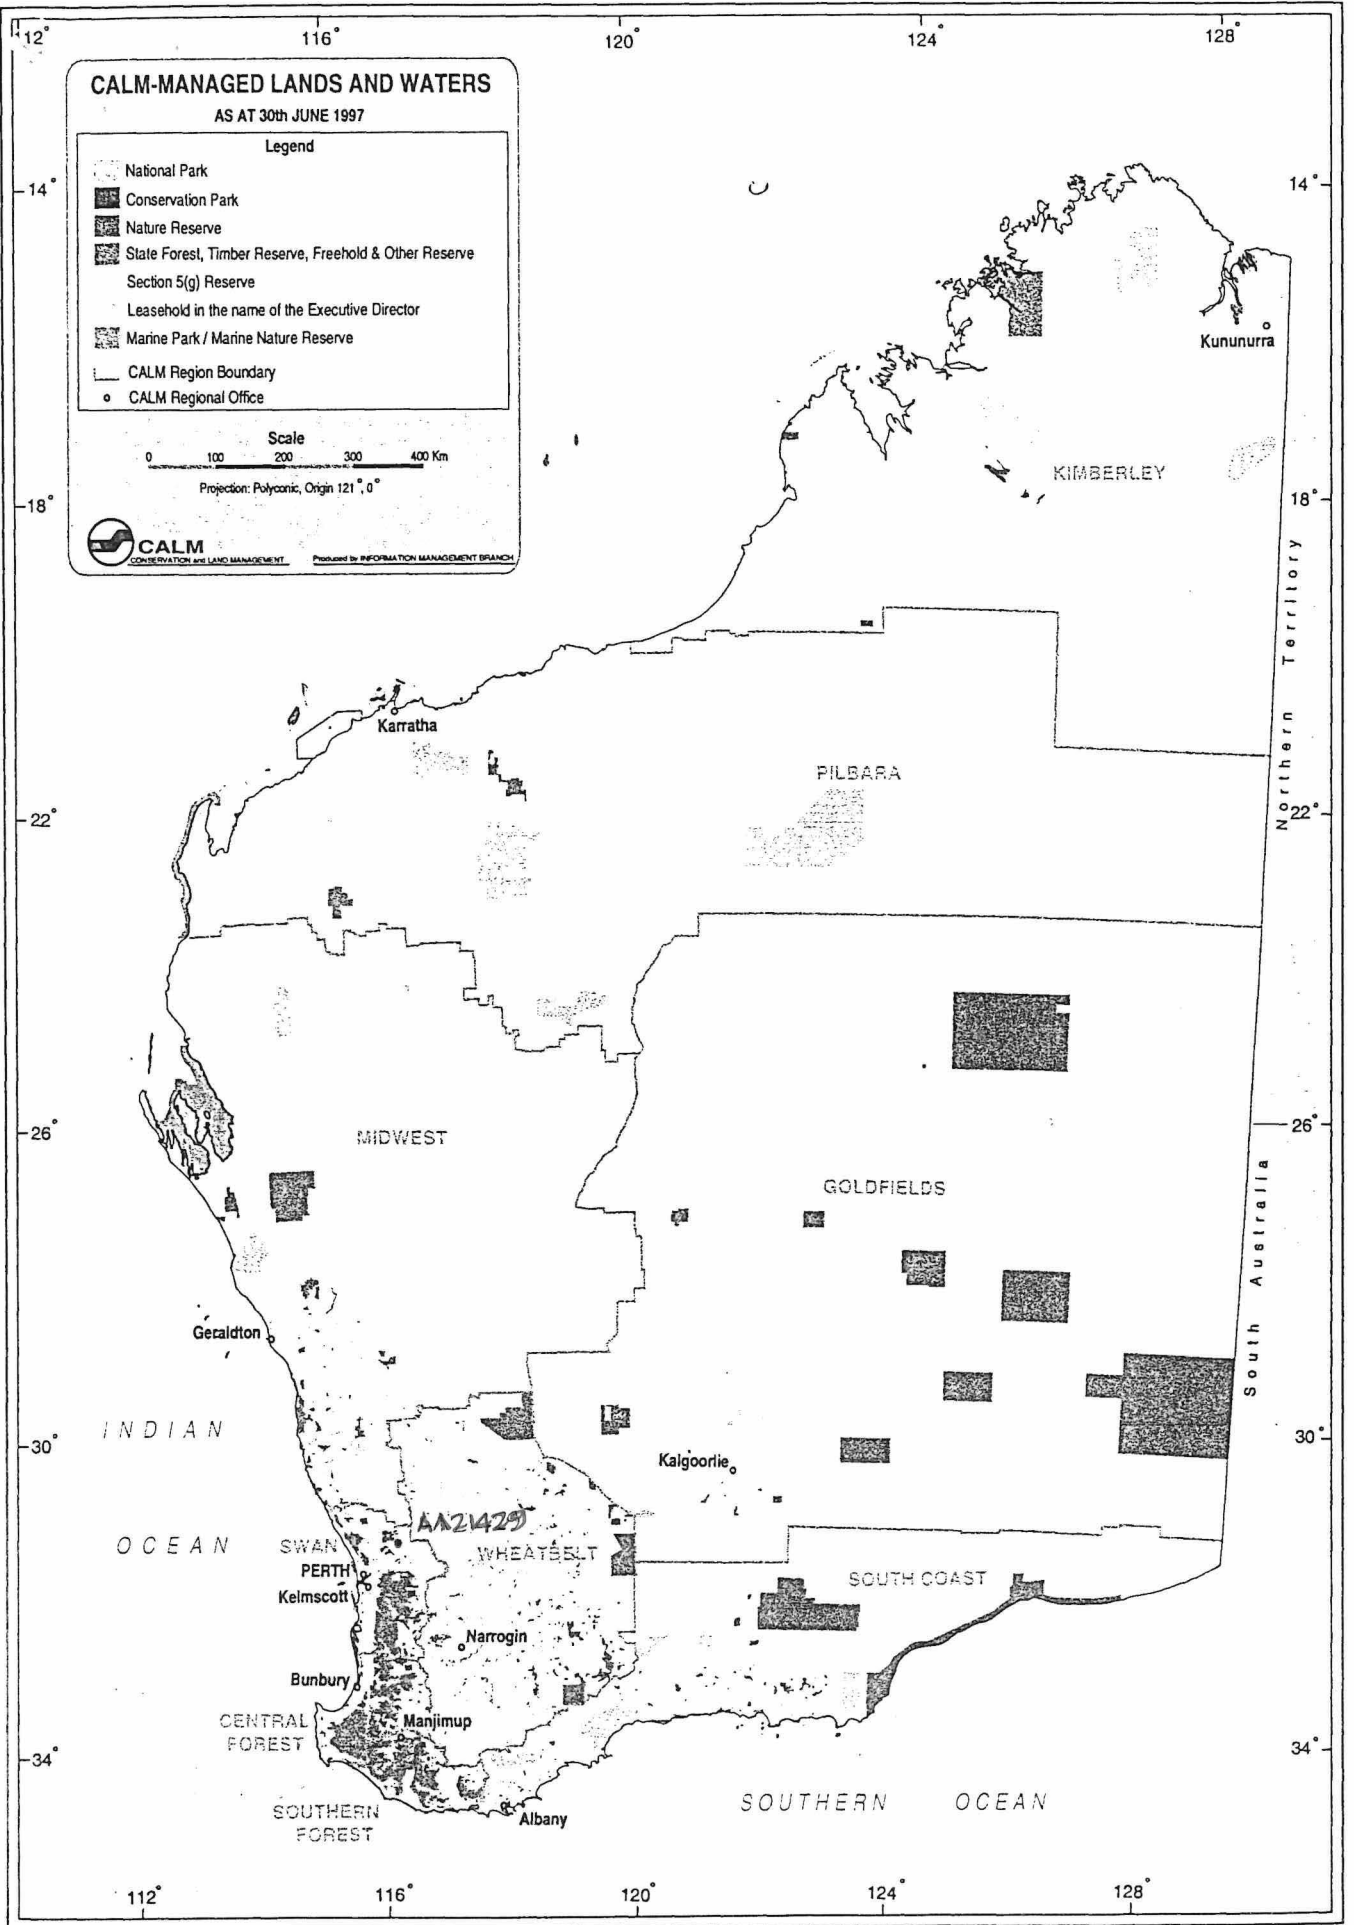 112° 116° 120° 124° 128°
CALM-MANAGED LANDS AND WATERS
AS AT 30th JUNE 1997
Legend
National Park
Conservation Park
Nature Reserve
State Forest, Timber Reserve, Freehold & Other Reserve
Section 5(g) Reserve
Leasehold in the name of the Executive Director
Marine Park / Marine Nature Reserve
CALM Region Boundary
CALM Regional Office
Scale
0 100 200 300 400 Km
Projection: Polyconic, Origin 121°, 0°
CALM
CONSERVATION and LAND MANAGEMENT
Produced by INFORMATION MANAGEMENT BRANCH
14° 14°
Kununurra
KIMBERLEY
18° 18°
Northern Territory
Karratha
PILBARA
22° 22°
26° 26°
MIDWEST
GOLDFIELDS
South Australia
Geraldton
INDIAN
30° 30°
Kalgoorlie
AA21429
OCEAN
SWAN
WHEATBELT
PERTH
SOUTH COAST
Kelmscott
Narrogin
Bunbury
CENTRAL
FOREST
Manjimup
34° 34°
SOUTHERN OCEAN
SOUTHERN
FOREST
Albany
112° 116° 120° 124° 128°